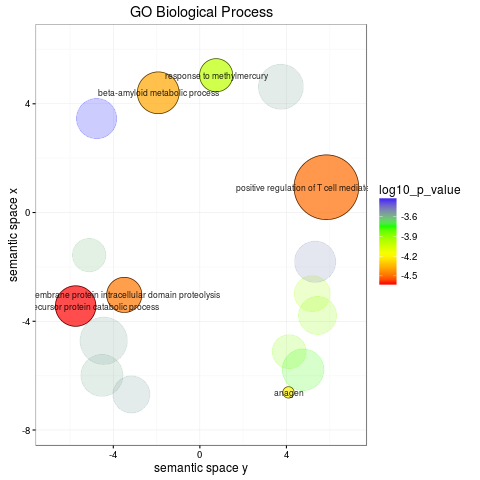 GO Biological Process
response to methylmercury
beta-amyloid metabolic process
positive regulation of T cell mediate
embrane protein intracellular domain proteolysis
ecursor protein catabolic process
anagen
4
0
-4
-8
-4
0
4
semantic space x
semantic space y
log10_p_value
-3.6
-3.9
-4.2
-4.5